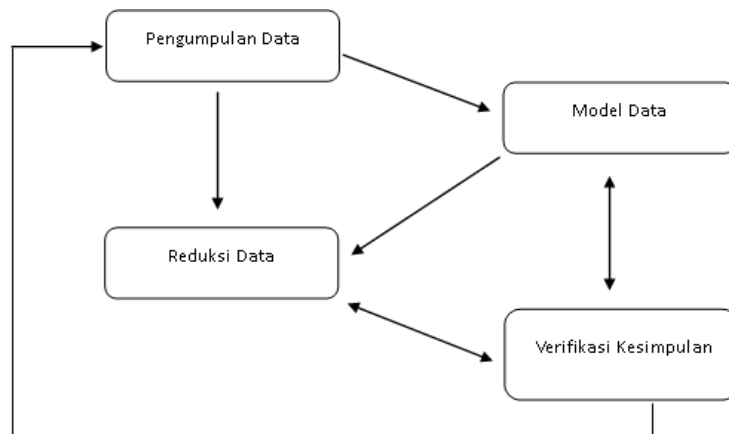 Pengumpulan Data
Model Data
Reduksi Data
Verifikasi Kesimpulan